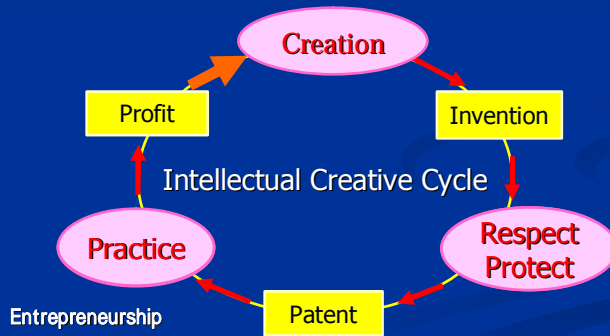 Creation
Profit
Invention
Intellectual Creative Cycle
Practice
Respect
Protect
Patent
Entrepreneurship